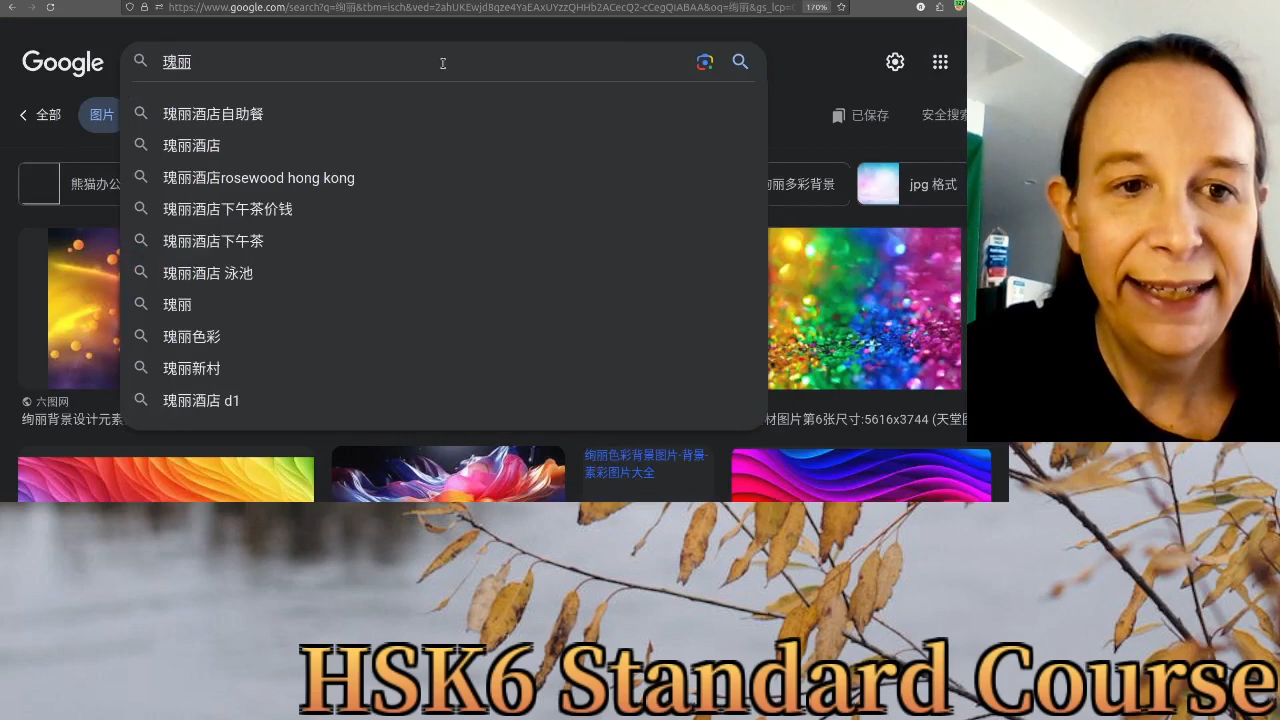 https://www.google.com/search?q=绚丽&tbm=isch&ved=2ahUKEwjd8qze4YaEAxUYzzQHHb2ACecQ2-cCegQIABAA&oq=绚丽&gs_lcp=
170%
Google
瑰丽
全部
图片
已保存
安全搜索
瑰丽酒店自助餐
瑰丽酒店
瑰丽酒店rosewood hong kong
瑰丽酒店下午茶价钱
瑰丽酒店下午茶
瑰丽酒店 泳池
瑰丽
瑰丽色彩
瑰丽新村
瑰丽酒店 d1
熊猫办公
丽多彩背景
jpg 格式
六图网
绚丽背景设计元素
材图片第6张尺寸:5616x3744 (天堂图
绚丽色彩背景图片-背景-
素彩图片大全
HSK6 Standard Course